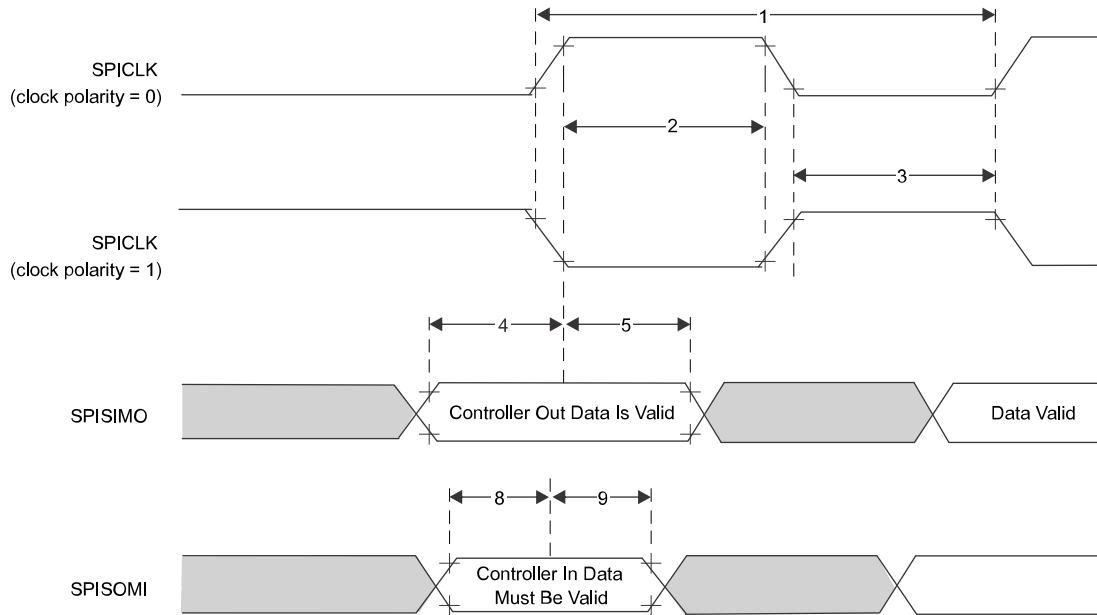 1
SPICLK
(clock polarity = 0)
2
3
SPICLK
(clock polarity = 1)
4
5
SPISIMO
Controller Out Data Is Valid
Data Valid
8
9
SPISOMI
Controller In Data
Must Be Valid